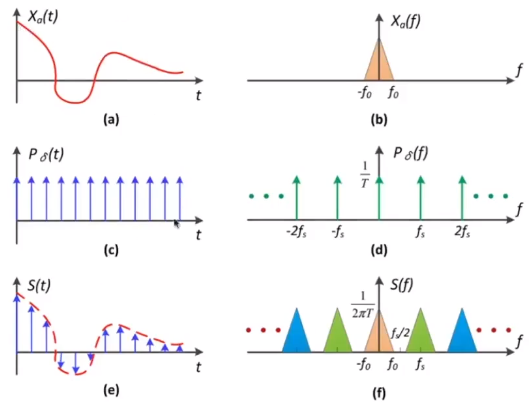 Xa(t)
t
(a)
Xa(f)
f
-f0 f0
(b)
Pδ(t)
t
(c)
Pδ(f)
1/T
f
-2fs -fs fs 2fs
(d)
S(t)
t
(e)
S(f)
1/2πT
fs/2
f
-f0 f0 fs
(f)